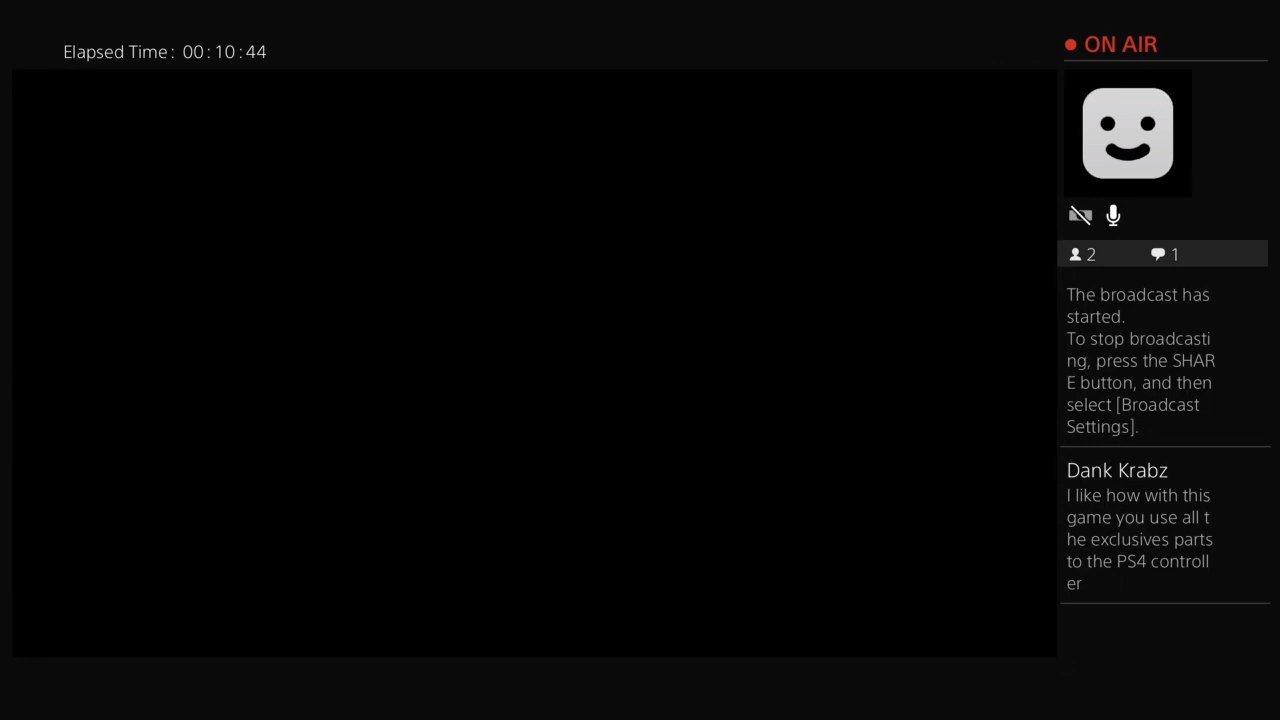 Elapsed Time: 00:10:44
ON AIR
2 1
The broadcast has
started.
To stop broadcasti
ng, press the SHAR
E button, and then
select [Broadcast
Settings].
Dank Krabz
I like how with this
game you use all t
he exclusives parts
to the PS4 controll
er